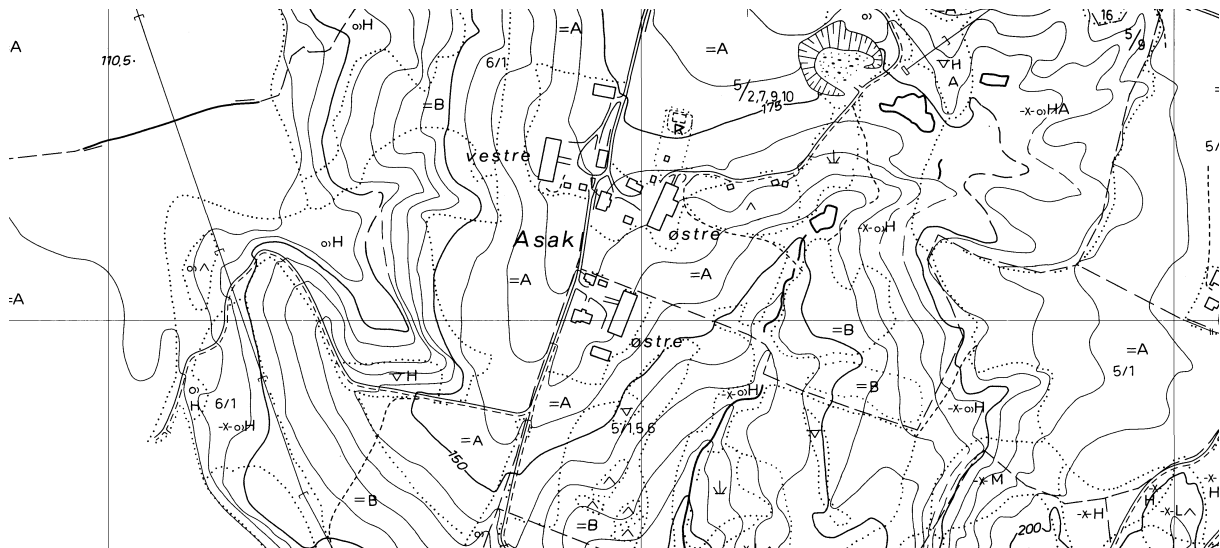 A
H
=A
16
110,5
6/1
=A
H
A
5/
9
5/
2,7,9,10
175
=B
-x-o)HA
R
vestre
5/
H
Asak
østre
-x-o)H
=A
=A
=A
=B
østre
=A
5/1
H
=B
H
6/1
-x-o)H
=A
-x-o)H
-x-o)H
5/1,5,6
=A
150
=B
-x-M
-x-H
-x-L
H
=B
200